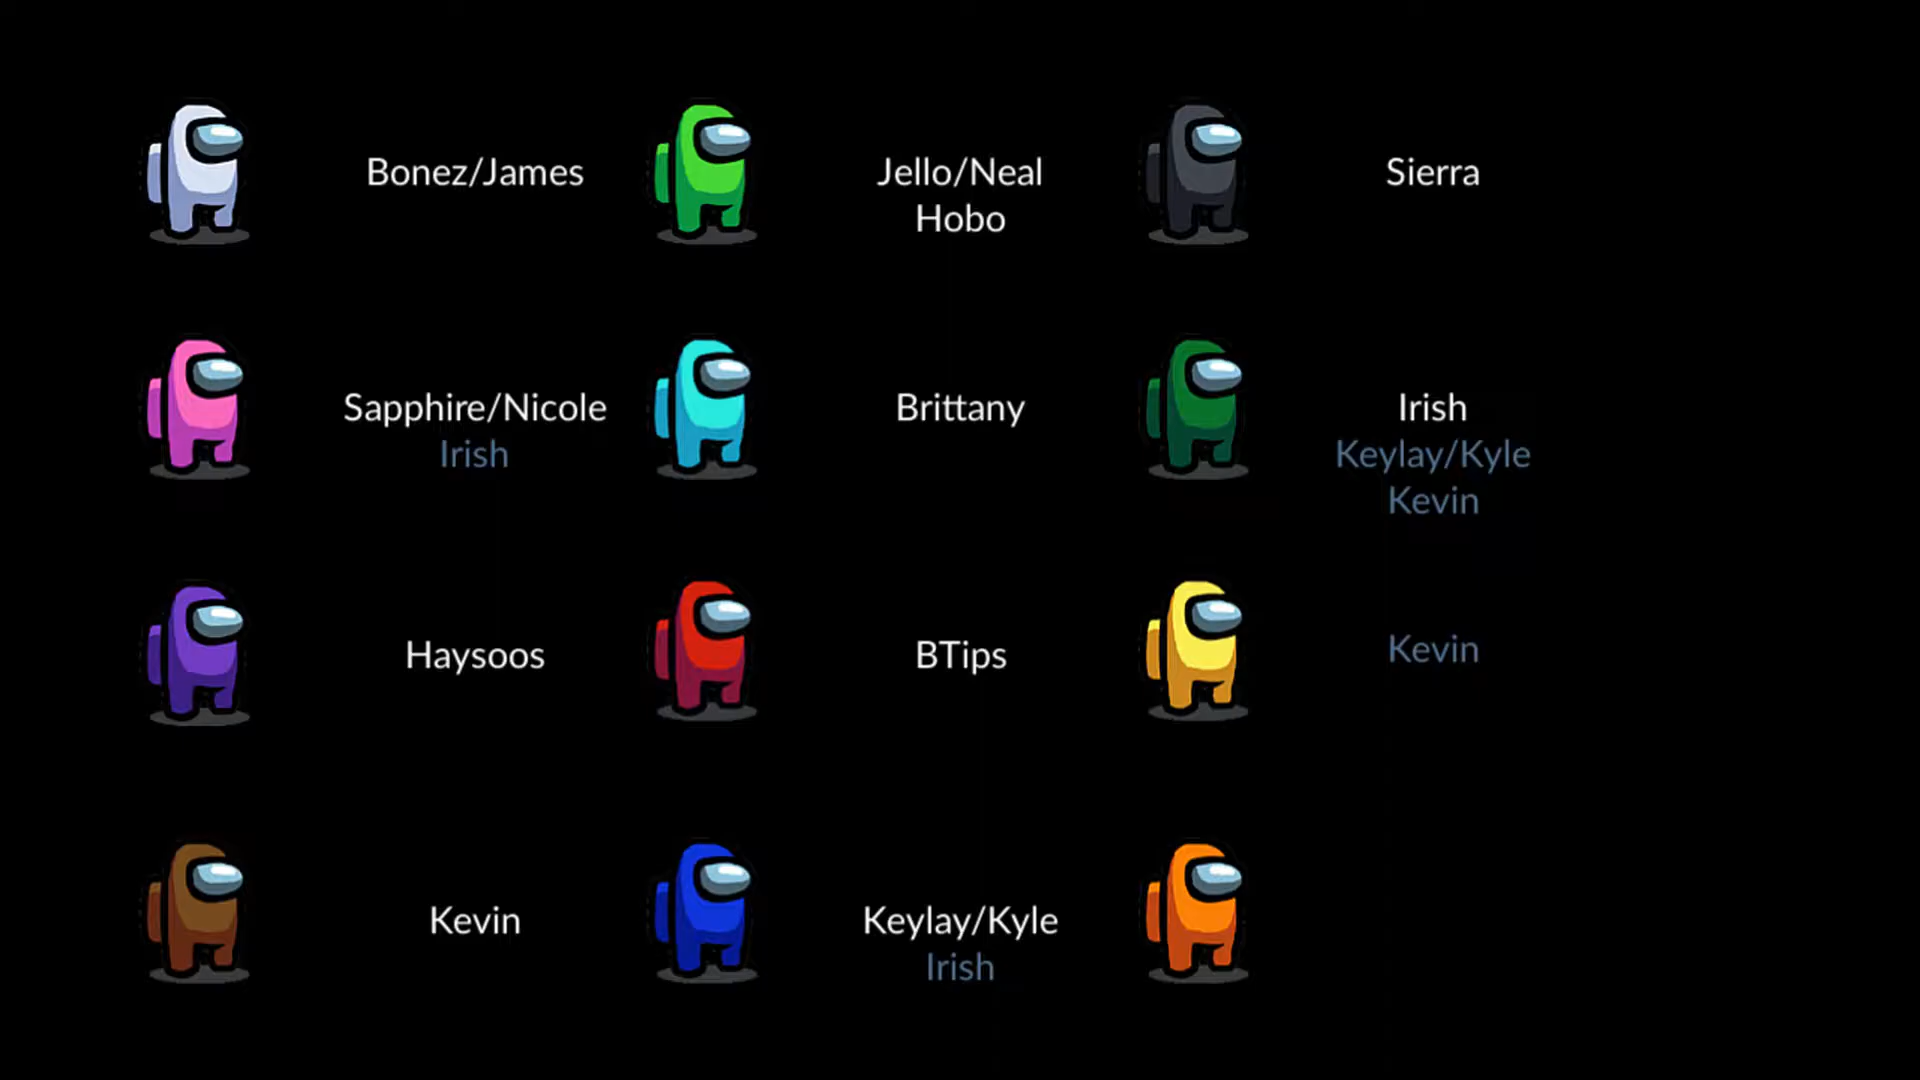 Bonez/James
Jello/Neal
Hobo
Sierra
Sapphire/Nicole
Irish
Brittany
Irish
Keylay/Kyle
Kevin
Haysoos
BTips
Kevin
Kevin
Keylay/Kyle
Irish